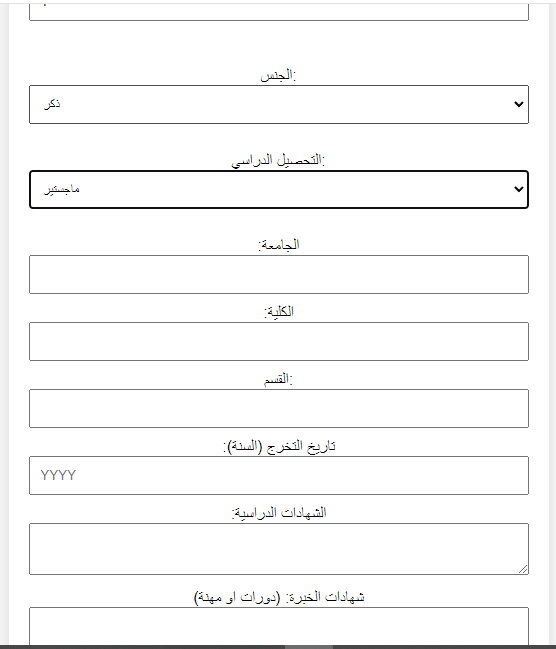 الجنس:
ذكر
التحصيل الدراسي:
ماجستير
الجامعة:
الكلية:
القسم:
تاريخ التخرج (السنة):
YYYY
الشهادات الدراسية:
شهادات الخبرة: (دورات او مهنة)